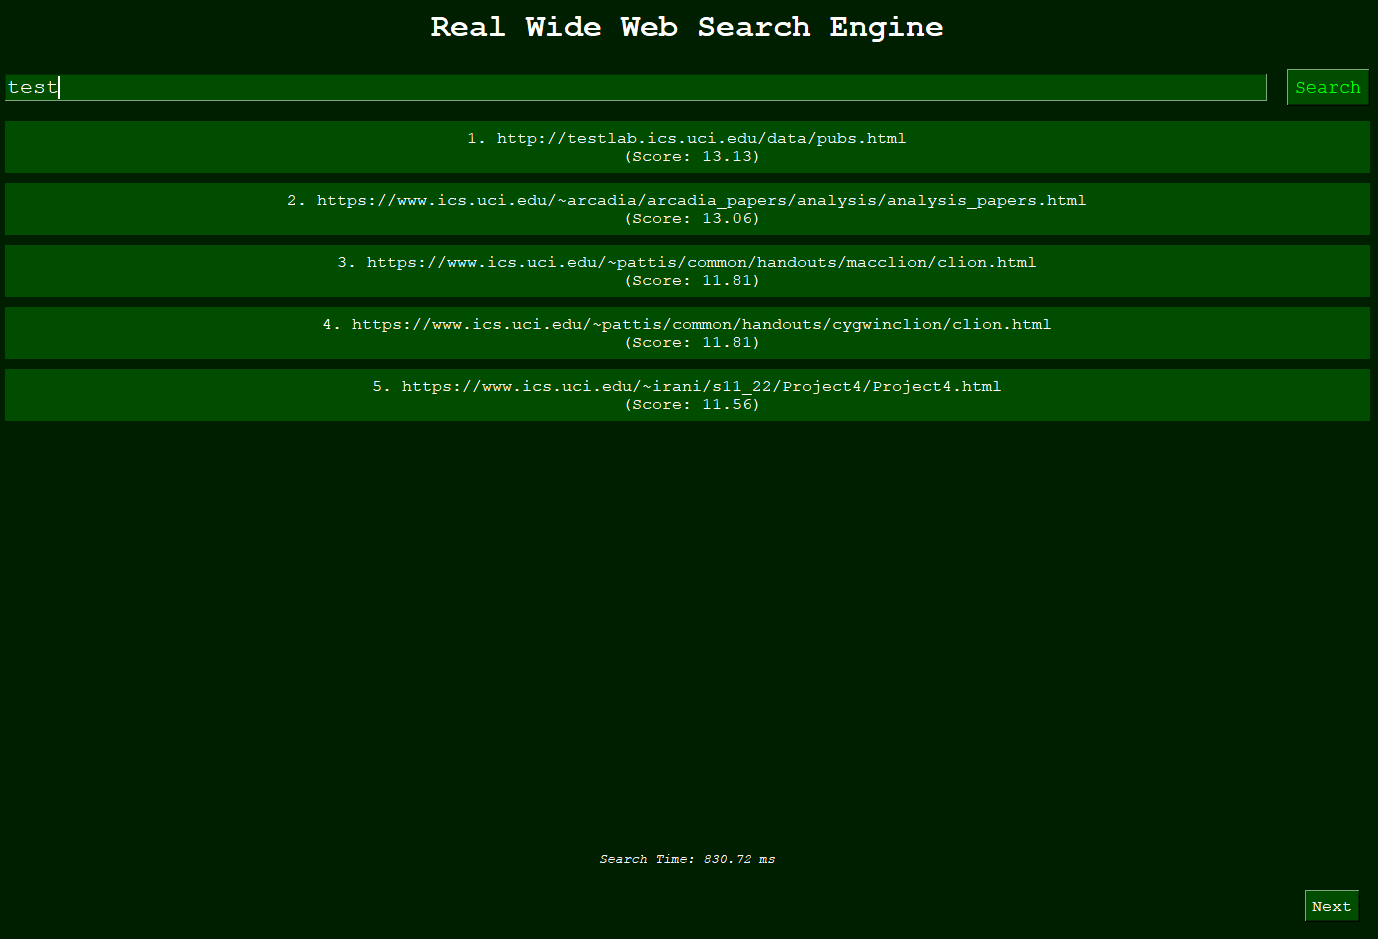 Real Wide Web Search Engine
test
Search
1. http://testlab.ics.uci.edu/data/pubs.html
(Score: 13.13)
2. https://www.ics.uci.edu/~arcadia/arcadia_papers/analysis/analysis_papers.html
(Score: 13.06)
3. https://www.ics.uci.edu/~pattis/common/handouts/macclion/clion.html
(Score: 11.81)
4. https://www.ics.uci.edu/~pattis/common/handouts/cygwinclion/clion.html
(Score: 11.81)
5. https://www.ics.uci.edu/~irani/s11_22/Project4/Project4.html
(Score: 11.56)
Search Time: 830.72 ms
Next